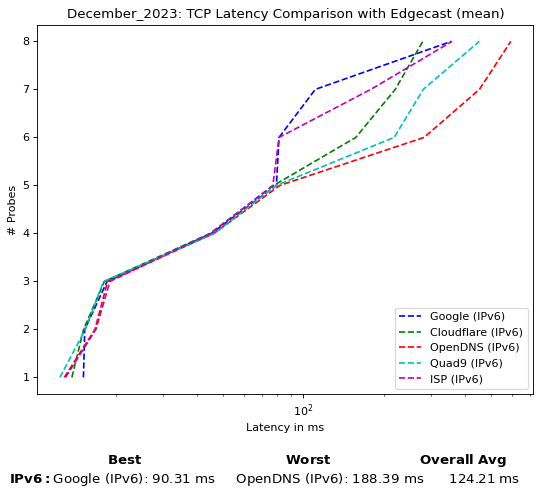 December_2023: TCP Latency Comparison with Edgecast (mean)
8
7
6
5
4
3
2
1
# Probes
Google (IPv6)
Cloudflare (IPv6)
OpenDNS (IPv6)
Quad9 (IPv6)
ISP (IPv6)
10²
Latency in ms
Best Worst Overall Avg
IPv6: Google (IPv6): 90.31 ms OpenDNS (IPv6): 188.39 ms 124.21 ms